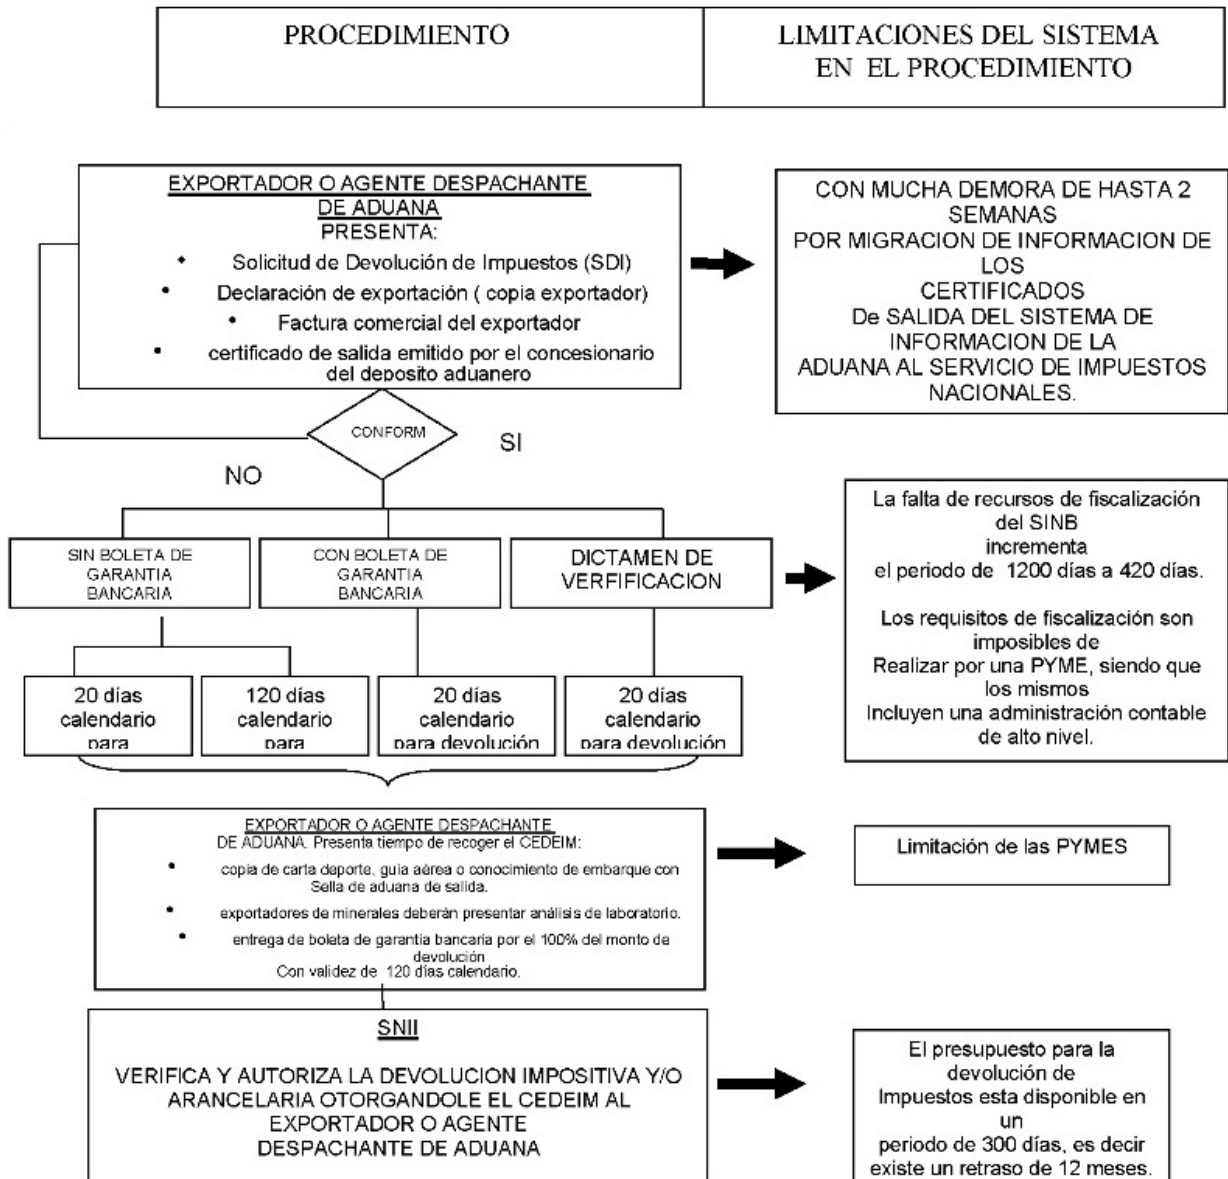 PROCEDIMIENTO
LIMITACIONES DEL SISTEMA
EN EL PROCEDIMIENTO
EXPORTADOR O AGENTE DESPACHANTE
DE ADUANA
PRESENTA:
• Solicitud de Devolución de Impuestos (SDI)
• Declaración de exportación ( copia exportador)
• Factura comercial del exportador
• certificado de salida emitido por el concesionario
del deposito aduanero
CON MUCHA DEMORA DE HASTA 2
SEMANAS
POR MIGRACION DE INFORMACION DE
LOS
CERTIFICADOS
De SALIDA DEL SISTEMA DE
INFORMACION DE LA
ADUANA AL SERVICIO DE IMPUESTOS
NACIONALES.
CONFORM
SI
NO
SIN BOLETA DE
GARANTIA
BANCARIA
CON BOLETA DE
GARANTIA
BANCARIA
DICTAMEN DE
VERFIFICACION
La falta de recursos de fiscalización
del SINB
incrementa
el periodo de 1200 días a 420 días.
Los requisitos de fiscalización son
imposibles de
Realizar por una PYME, siendo que
los mismos
Incluyen una administración contable
de alto nivel.
20 días
calendario
para
120 días
calendario
para
20 días
calendario
para devolución
20 días
calendario
para devolución
EXPORTADOR O AGENTE DESPACHANTE
DE ADUANA. Presenta tiempo de recoger el CEDEIM:
• copia de carta deporte, guía aérea o conocimiento de embarque con
Sella de aduana de salida.
• exportadores de minerales deberán presentar análisis de laboratorio.
• entrega de boleta de garantía bancaria por el 100% del monto de
devolución
Con validez de 120 días calendario.
Limitación de las PYMES
SNII
VERIFICA Y AUTORIZA LA DEVOLUCION IMPOSITIVA Y/O
ARANCELARIA OTORGANDOLE EL CEDEIM AL
EXPORTADOR O AGENTE
DESPACHANTE DE ADUANA
El presupuesto para la
devolución de
Impuestos esta disponible en
un
periodo de 300 días, es decir
existe un retraso de 12 meses.